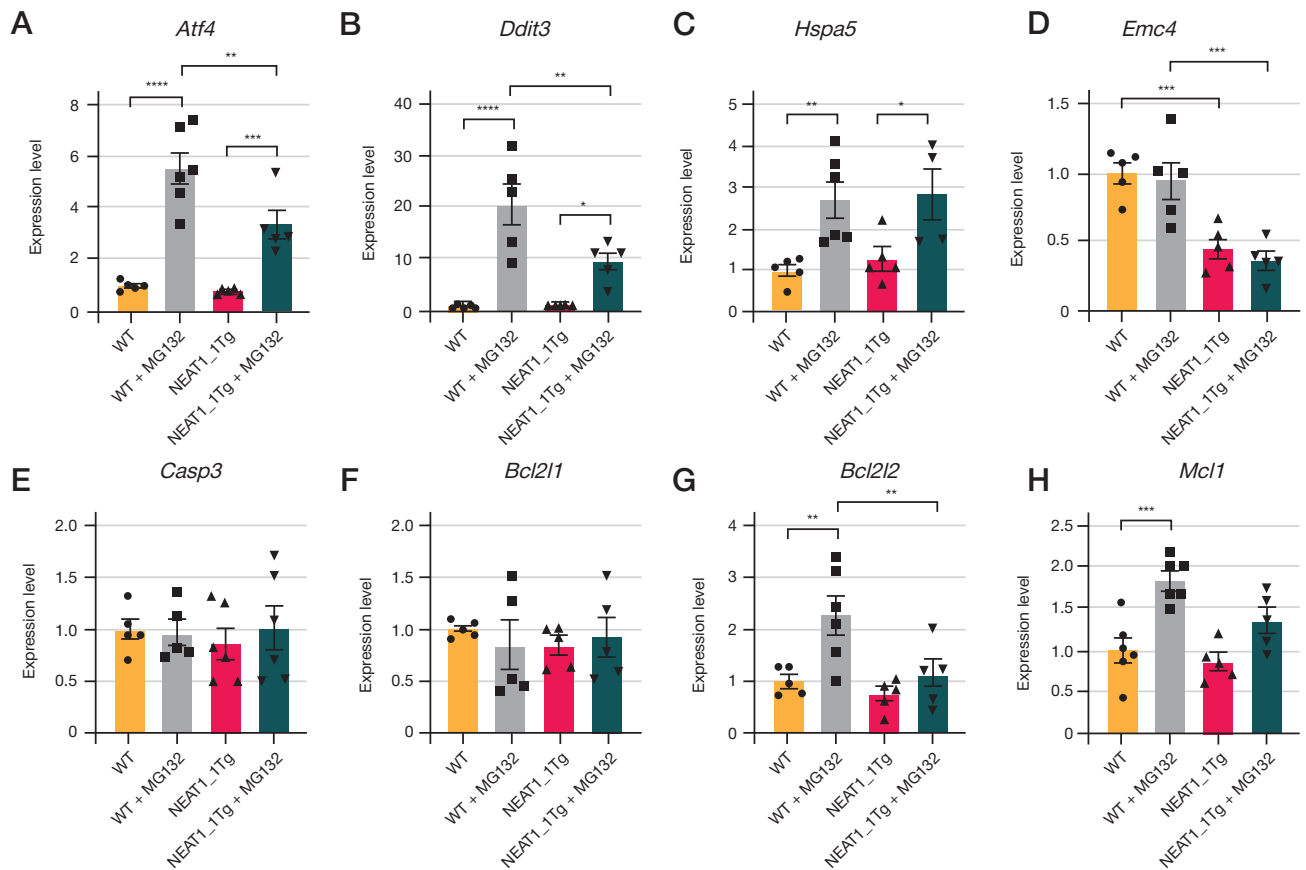 A
Atf4
Expression level
8
6
4
2
0
****
**
***
WT
WT + MG132
NEAT1_1Tg
NEAT1_1Tg + MG132
B
Ddit3
Expression level
40
30
20
10
0
****
**
*
WT
WT + MG132
NEAT1_1Tg
NEAT1_1Tg + MG132
C
Hspa5
Expression level
5
4
3
2
1
0
**
*
WT
WT + MG132
NEAT1_1Tg
NEAT1_1Tg + MG132
D
Emc4
Expression level
1.5
1.0
0.5
0
***
***
WT
WT + MG132
NEAT1_1Tg
NEAT1_1Tg + MG132
E
Casp3
Expression level
2.0
1.5
1.0
0.5
0
WT
WT + MG132
NEAT1_1Tg
NEAT1_1Tg + MG132
F
Bcl2l1
Expression level
2.0
1.5
1.0
0.5
0
WT
WT + MG132
NEAT1_1Tg
NEAT1_1Tg + MG132
G
Bcl2l2
Expression level
4
3
2
1
0
**
**
WT
WT + MG132
NEAT1_1Tg
NEAT1_1Tg + MG132
H
Mcl1
Expression level
2.5
2.0
1.5
1.0
0.5
0
***
WT
WT + MG132
NEAT1_1Tg
NEAT1_1Tg + MG132